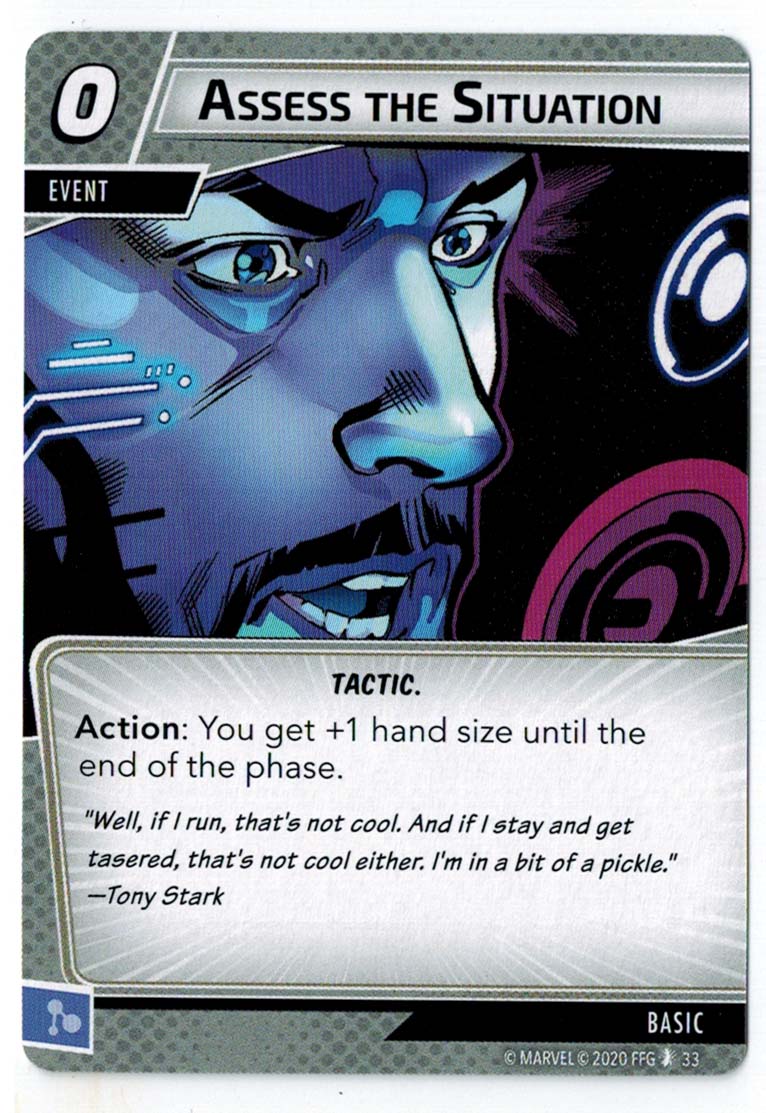 0
ASSESS THE SITUATION
EVENT
TACTIC.
Action: You get +1 hand size until the
end of the phase.
"Well, if I run, that's not cool. And if I stay and get
tasered, that's not cool either. I'm in a bit of a pickle."
—Tony Stark
BASIC
© MARVEL © 2020 FFG 33